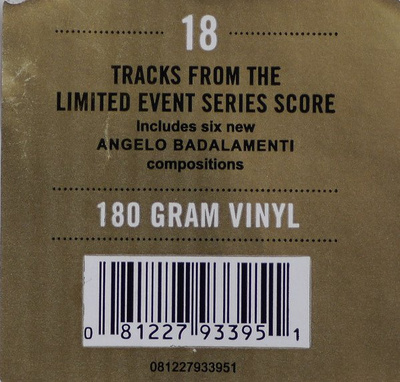 18
TRACKS FROM THE
LIMITED EVENT SERIES SCORE
Includes six new
ANGELO BADALAMENTI
compositions
180 GRAM VINYL
0 81227 93395 1
081227933951